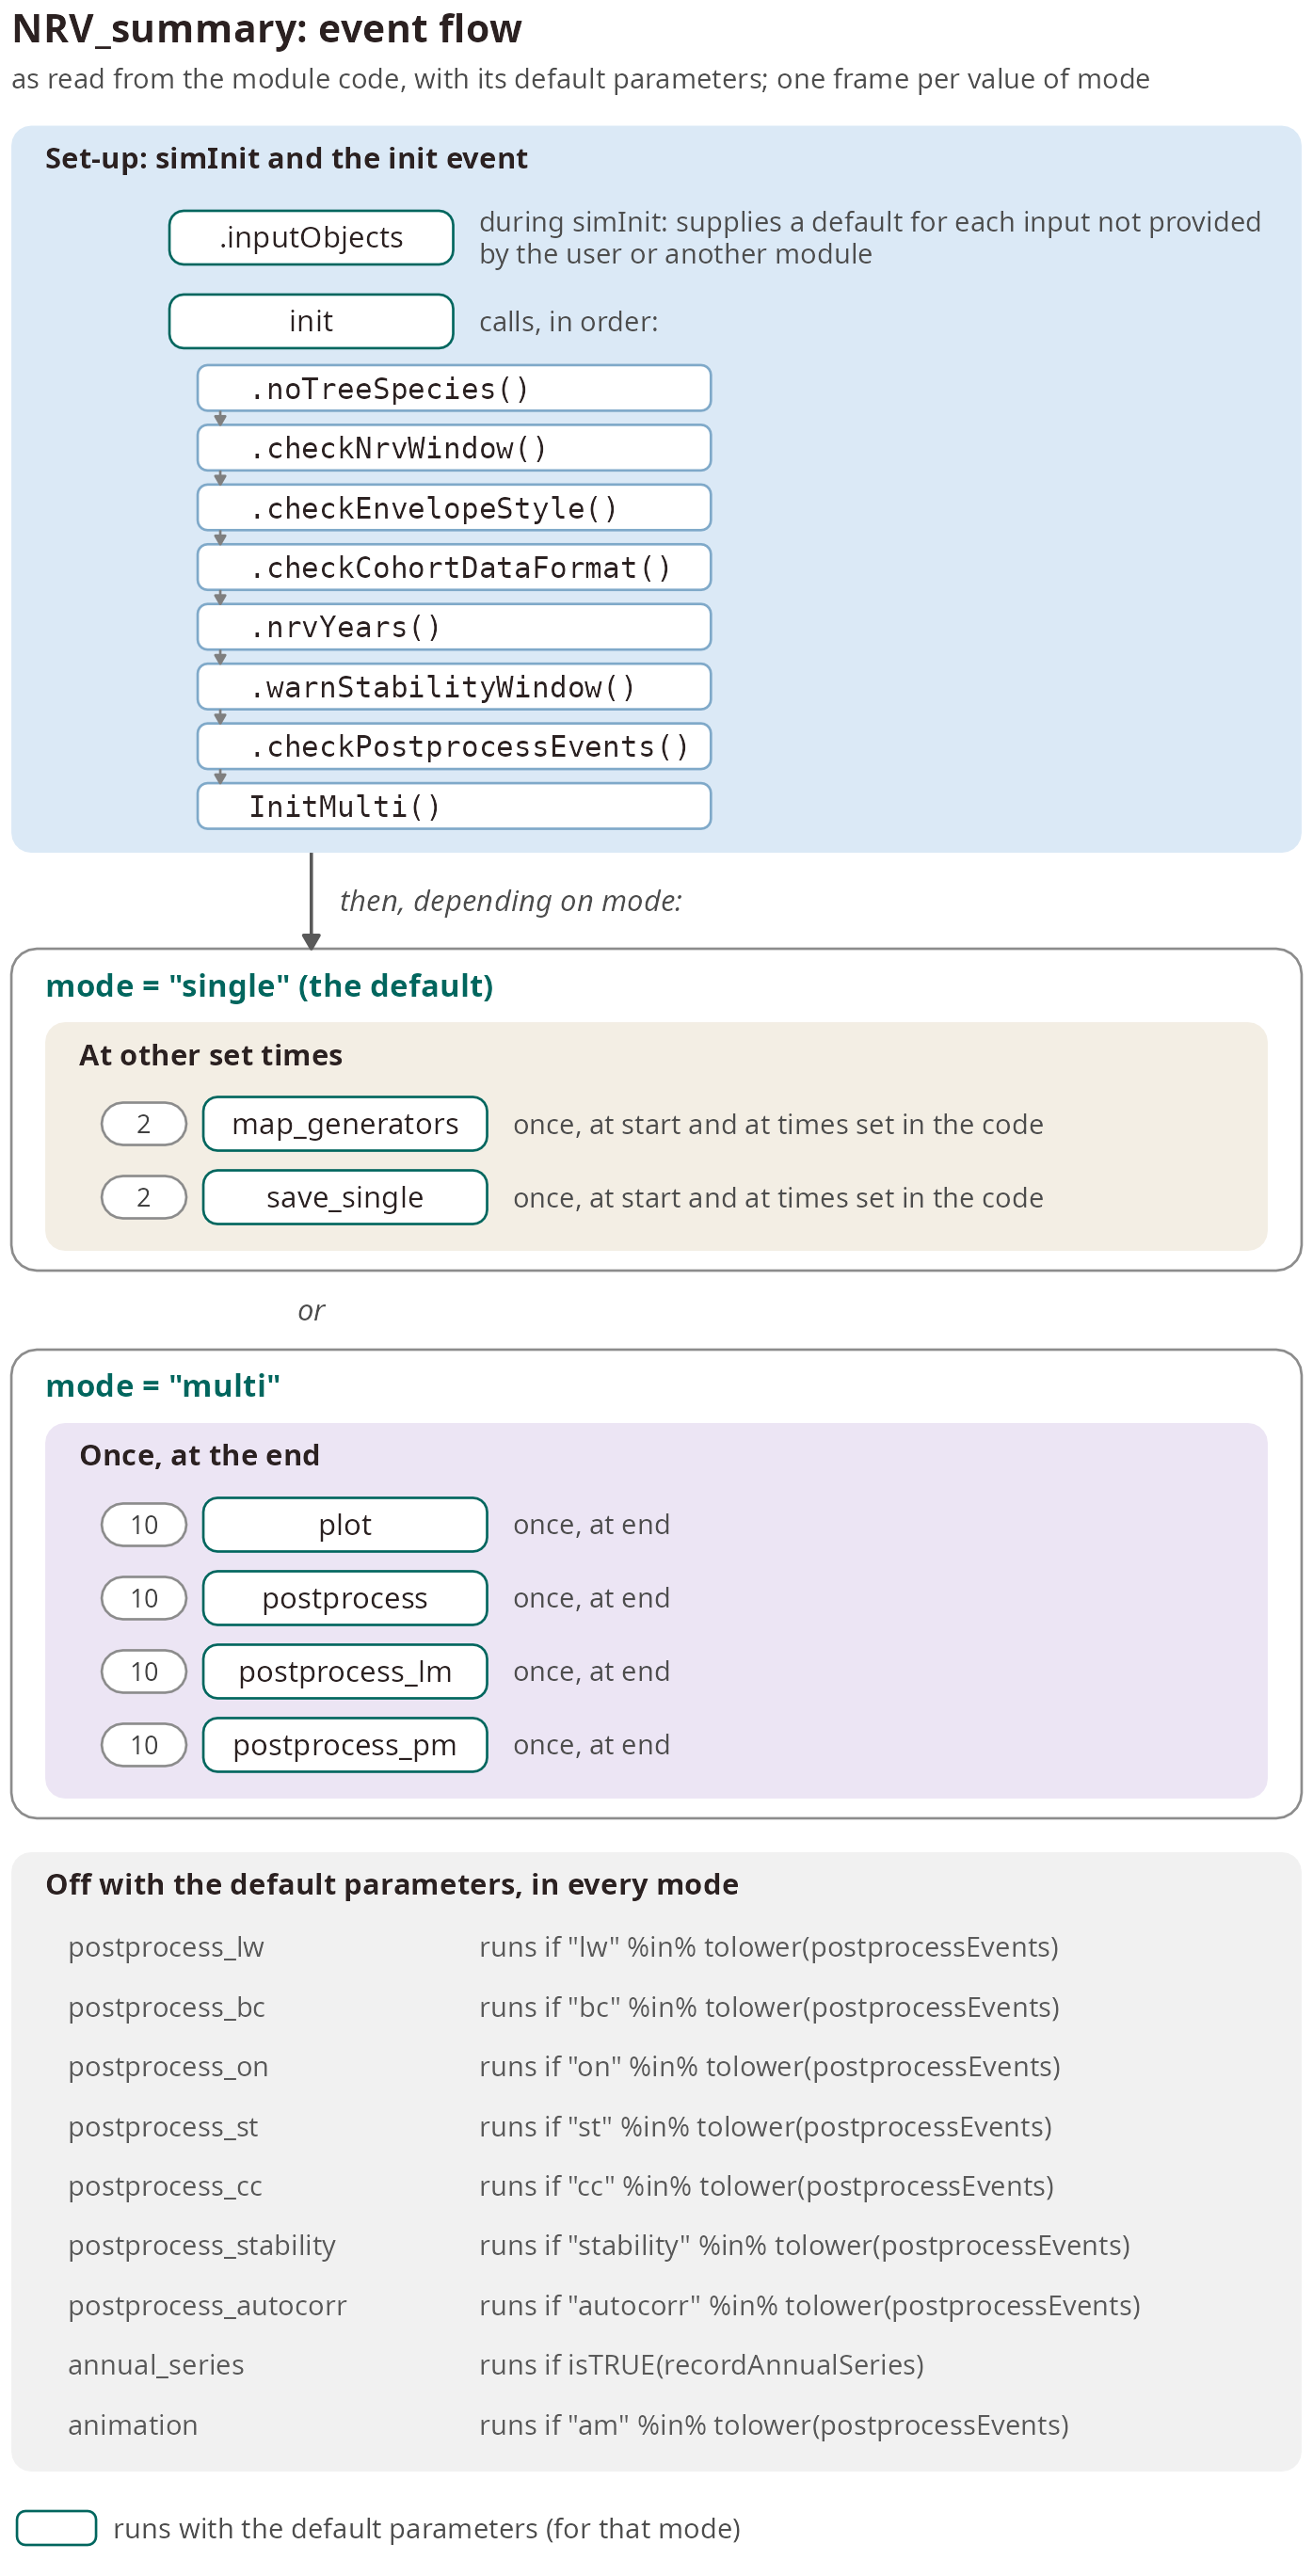 NRV_summary: event flow
as read from the module code, with its default parameters; one frame per value of mode
Set-up: simInit and the init event
.inputObjects
during simInit: supplies a default for each input not provided
by the user or another module
init
calls, in order:
.noTreeSpecies()
.checkNrvWindow()
.checkEnvelopeStyle()
.checkCohortDataFormat()
.nrvYears()
.warnStabilityWindow()
.checkPostprocessEvents()
InitMulti()
then, depending on mode:
mode = "single" (the default)
At other set times
2 map_generators once, at start and at times set in the code
2 save_single once, at start and at times set in the code
or
mode = "multi"
Once, at the end
10 plot once, at end
10 postprocess once, at end
10 postprocess_lm once, at end
10 postprocess_pm once, at end
Off with the default parameters, in every mode
postprocess_lw runs if "lw" %in% tolower(postprocessEvents)
postprocess_bc runs if "bc" %in% tolower(postprocessEvents)
postprocess_on runs if "on" %in% tolower(postprocessEvents)
postprocess_st runs if "st" %in% tolower(postprocessEvents)
postprocess_cc runs if "cc" %in% tolower(postprocessEvents)
postprocess_stability runs if "stability" %in% tolower(postprocessEvents)
postprocess_autocorr runs if "autocorr" %in% tolower(postprocessEvents)
annual_series runs if isTRUE(recordAnnualSeries)
animation runs if "am" %in% tolower(postprocessEvents)
runs with the default parameters (for that mode)